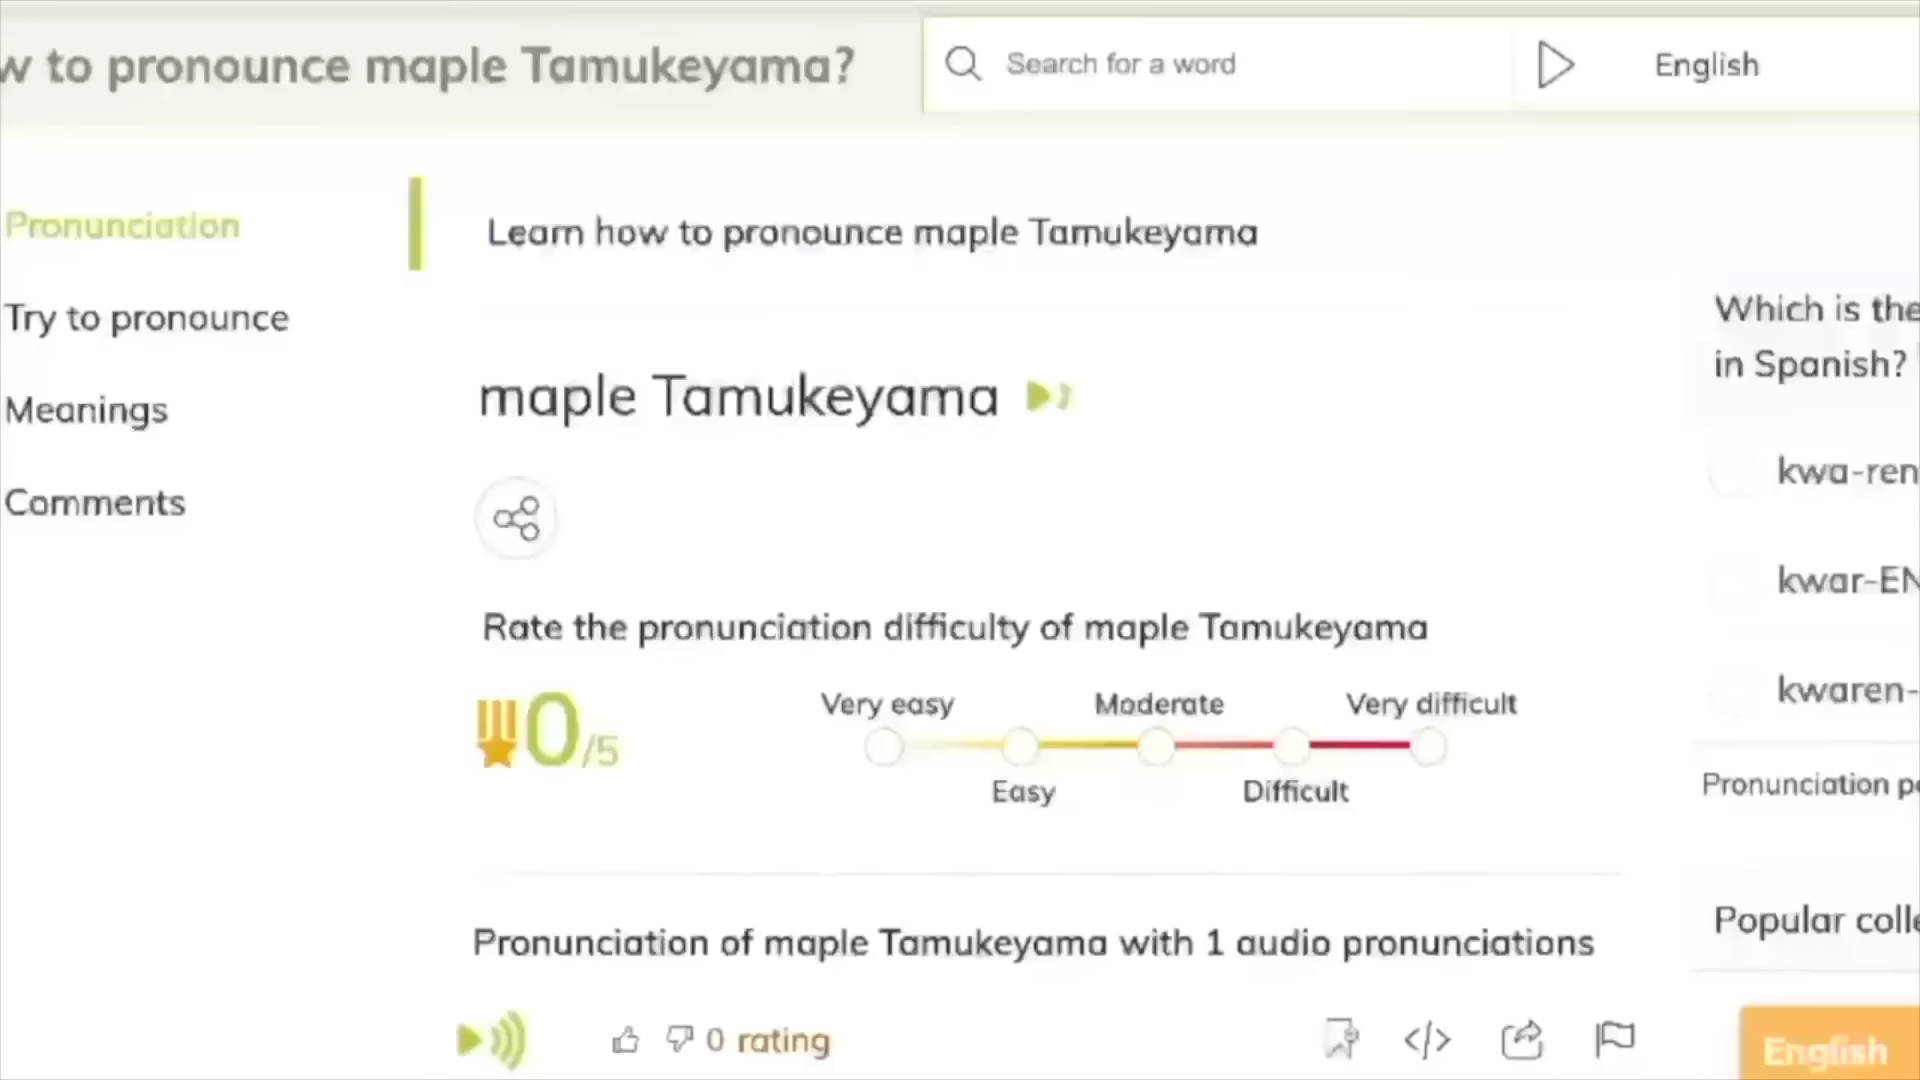 w to pronounce maple Tamukeyama?
Search for a word
English
Pronunciation
Try to pronounce
Meanings
Comments
Learn how to pronounce maple Tamukeyama
maple Tamukeyama
Rate the pronunciation difficulty of maple Tamukeyama
0/5
Very easy
Moderate
Very difficult
Easy
Difficult
Pronunciation of maple Tamukeyama with 1 audio pronunciations
0 rating
Which is the
in Spanish?
kwa-ren
kwar-EN
kwaren-
Pronunciation p
Popular colle
English